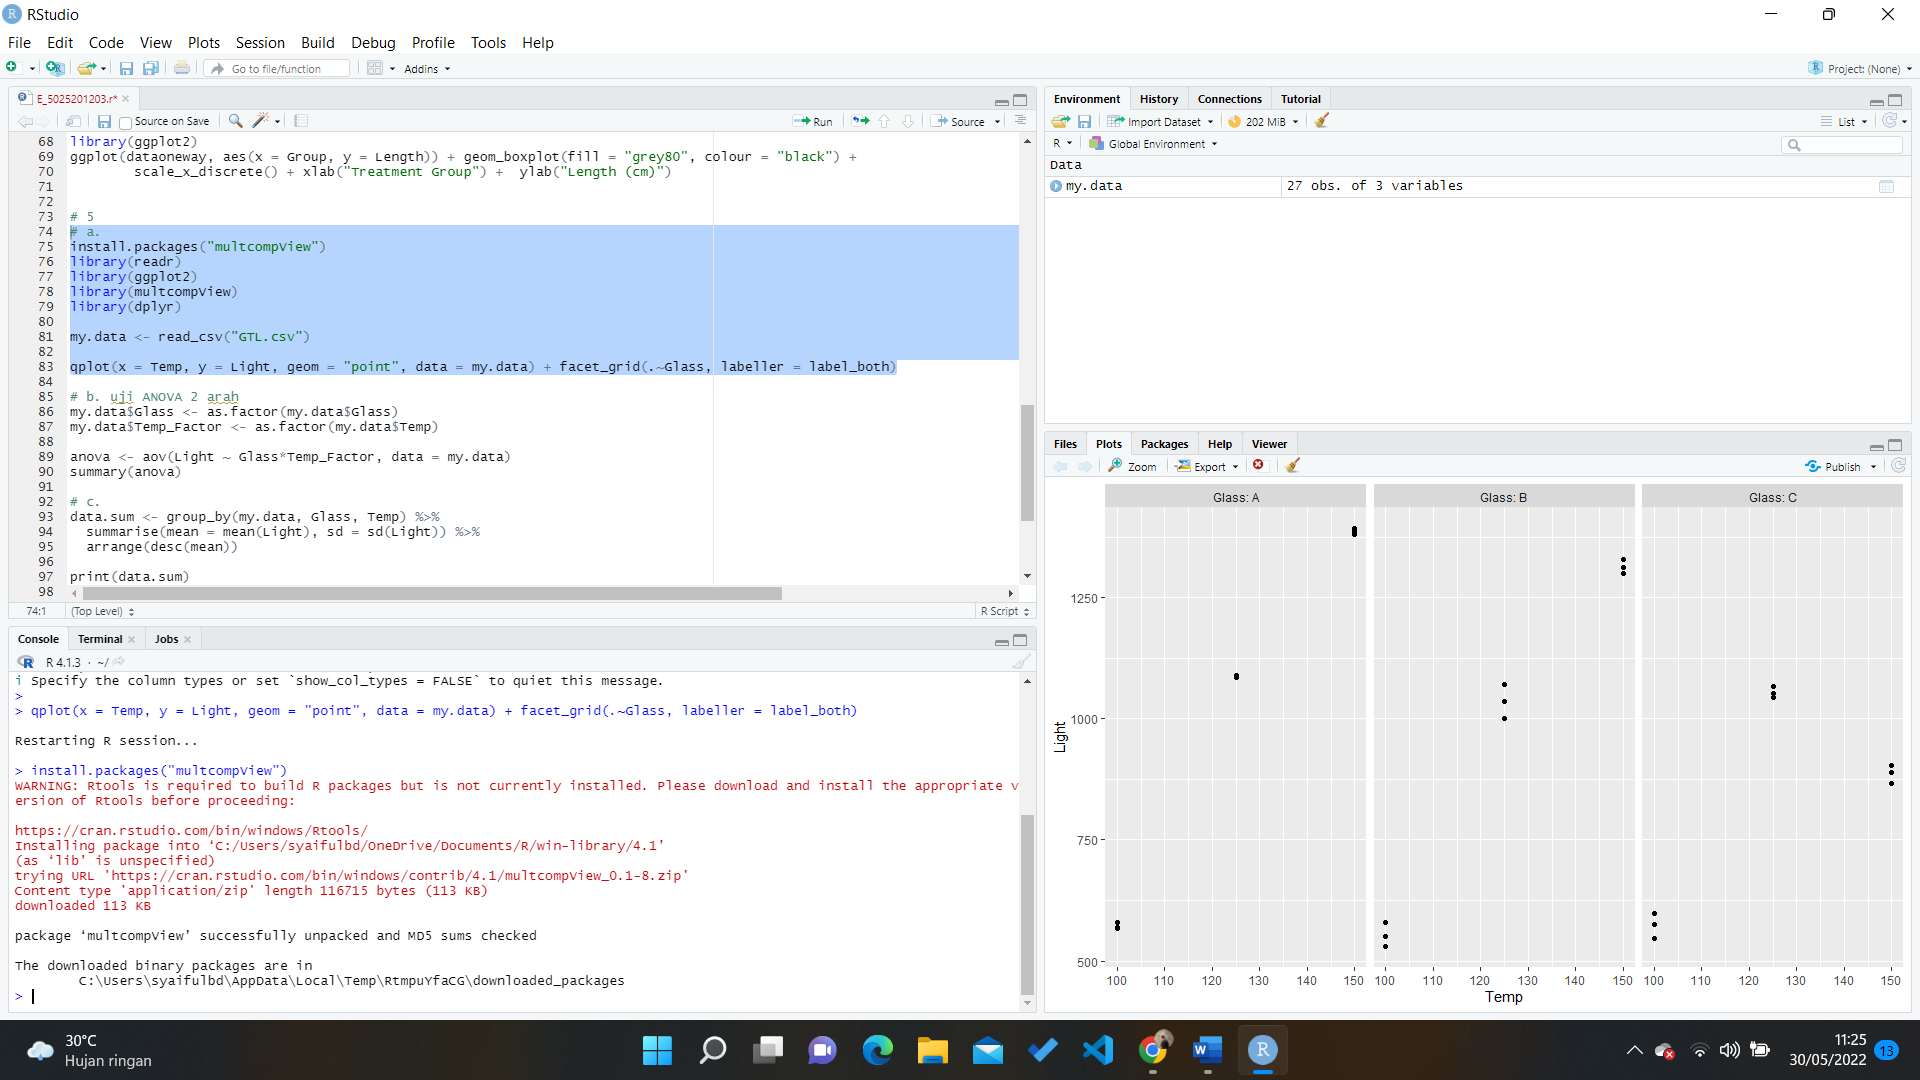 RStudio
File Edit Code View Plots Session Build Debug Profile Tools Help
Go to file/function Addins Project: (None)
E_5025201203.r*
Source on Save Run Source
68 library(ggplot2)
69 ggplot(dataoneway, aes(x = Group, y = Length)) + geom_boxplot(fill = "grey80", colour = "black") +
70 scale_x_discrete() + xlab("Treatment Group") + ylab("Length (cm)")
71
72
73 # 5
74 # a.
75 install.packages("multcompView")
76 library(readr)
77 library(ggplot2)
78 library(multcompView)
79 library(dplyr)
80
81 my.data <- read_csv("GTL.csv")
82
83 qplot(x = Temp, y = Light, geom = "point", data = my.data) + facet_grid(.~Glass, labeller = label_both)
84
85 # b. uji ANOVA 2 arah
86 my.data$Glass <- as.factor(my.data$Glass)
87 my.data$Temp_Factor <- as.factor(my.data$Temp)
88
89 anova <- aov(Light ~ Glass*Temp_Factor, data = my.data)
90 summary(anova)
91
92 # c.
93 data.sum <- group_by(my.data, Glass, Temp) %>%
94 summarise(mean = mean(Light), sd = sd(Light)) %>%
95 arrange(desc(mean))
96
97 print(data.sum)
98
74:1 (Top Level) R Script
Console Terminal Jobs
R 4.1.3 · ~/
i Specify the column types or set `show_col_types = FALSE` to quiet this message.
>
> qplot(x = Temp, y = Light, geom = "point", data = my.data) + facet_grid(.~Glass, labeller = label_both)
Restarting R session...
> install.packages("multcompView")
WARNING: Rtools is required to build R packages but is not currently installed. Please download and install the appropriate v
ersion of Rtools before proceeding:
https://cran.rstudio.com/bin/windows/Rtools/
Installing package into ‘C:/Users/syaifulbd/OneDrive/Documents/R/win-library/4.1’
(as ‘lib’ is unspecified)
trying URL 'https://cran.rstudio.com/bin/windows/contrib/4.1/multcompView_0.1-8.zip'
Content type 'application/zip' length 116715 bytes (113 KB)
downloaded 113 KB
package ‘multcompView’ successfully unpacked and MD5 sums checked
The downloaded binary packages are in
C:\Users\syaifulbd\AppData\Local\Temp\RtmpuYfaCG\downloaded_packages
>
Environment History Connections Tutorial
Import Dataset 202 MiB List
R Global Environment
Data
my.data 27 obs. of 3 variables
Files Plots Packages Help Viewer
Zoom Export Publish
Glass: A Glass: B Glass: C
1250
1000
750
500
Light
100 110 120 130 140 150 100 110 120 130 140 150 100 110 120 130 140 150
Temp
30°C
Hujan ringan
11:25
30/05/2022
13